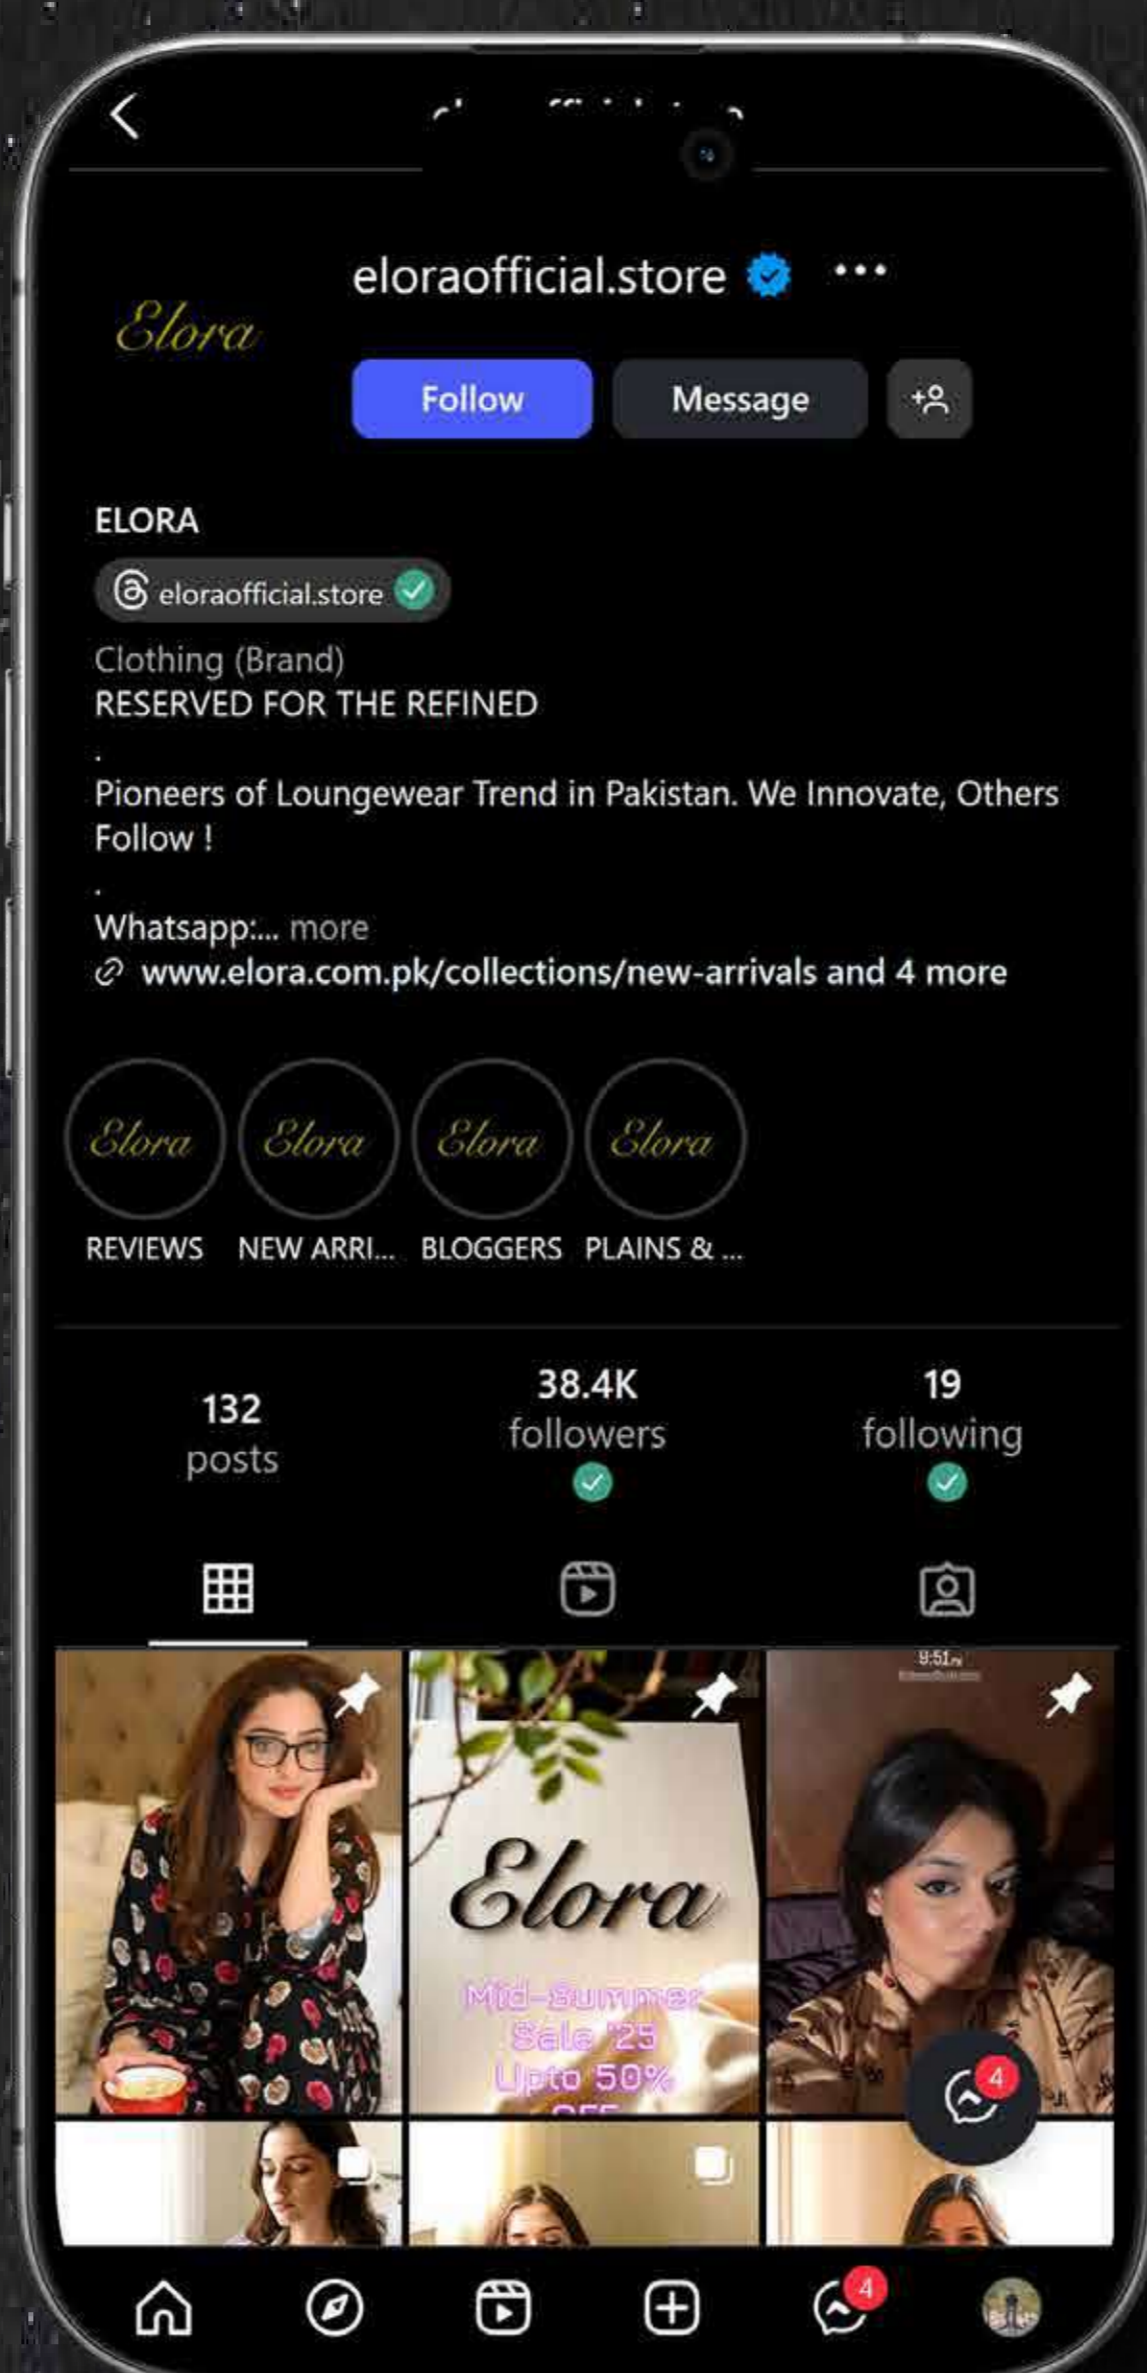 eloraofficial.store
Elora
Follow
Message
ELORA
eloraofficial.store
Clothing (Brand)
RESERVED FOR THE REFINED
.
Pioneers of Loungewear Trend in Pakistan. We Innovate, Others
Follow !
.
Whatsapp:... more
www.elora.com.pk/collections/new-arrivals and 4 more
Elora Elora Elora Elora
REVIEWS NEW ARRI... BLOGGERS PLAINS & ...
132 38.4K 19
posts followers following
9:51
Elora
Mid-Summer
Sale '25
Upto 50%
OFF
4
4